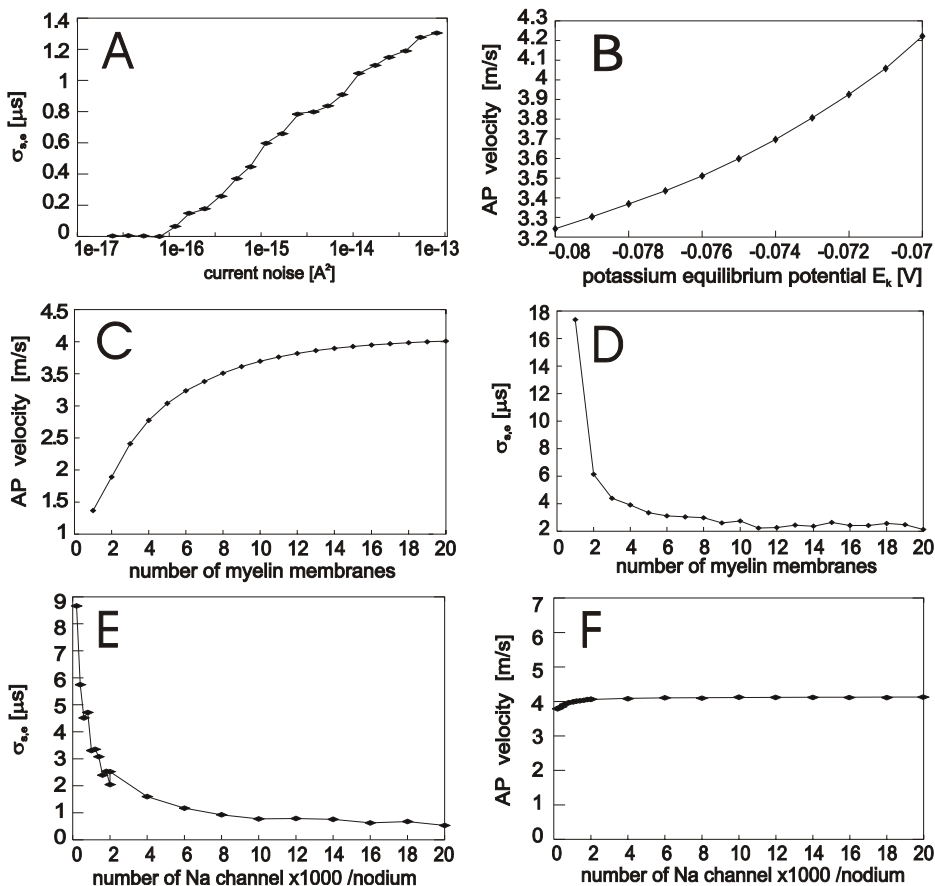 A
1.4
1.2
1
0.8
0.6
0.4
0.2
0
σs,e [µs]
1e-17 1e-16 1e-15 1e-14 1e-13
current noise [A²]
B
4.3
4.2
4.1
4
3.9
3.8
3.7
3.6
3.5
3.4
3.3
3.2
AP velocity [m/s]
-0.08 -0.078 -0.076 -0.074 -0.072 -0.07
potassium equilibrium potential Ek [V]
C
4.5
4
3.5
3
2.5
2
1.5
1
AP velocity [m/s]
0 2 4 6 8 10 12 14 16 18 20
number of myelin membranes
D
18
16
14
12
10
8
6
4
2
σs,e [µs]
0 2 4 6 8 10 12 14 16 18 20
number of myelin membranes
E
9
8
7
6
5
4
3
2
1
0
σs,e [µs]
0 2 4 6 8 10 12 14 16 18 20
number of Na channel x1000 /nodium
F
7
6
5
4
3
2
1
0
AP velocity [m/s]
0 2 4 6 8 10 12 14 16 18 20
number of Na channel x1000 /nodium